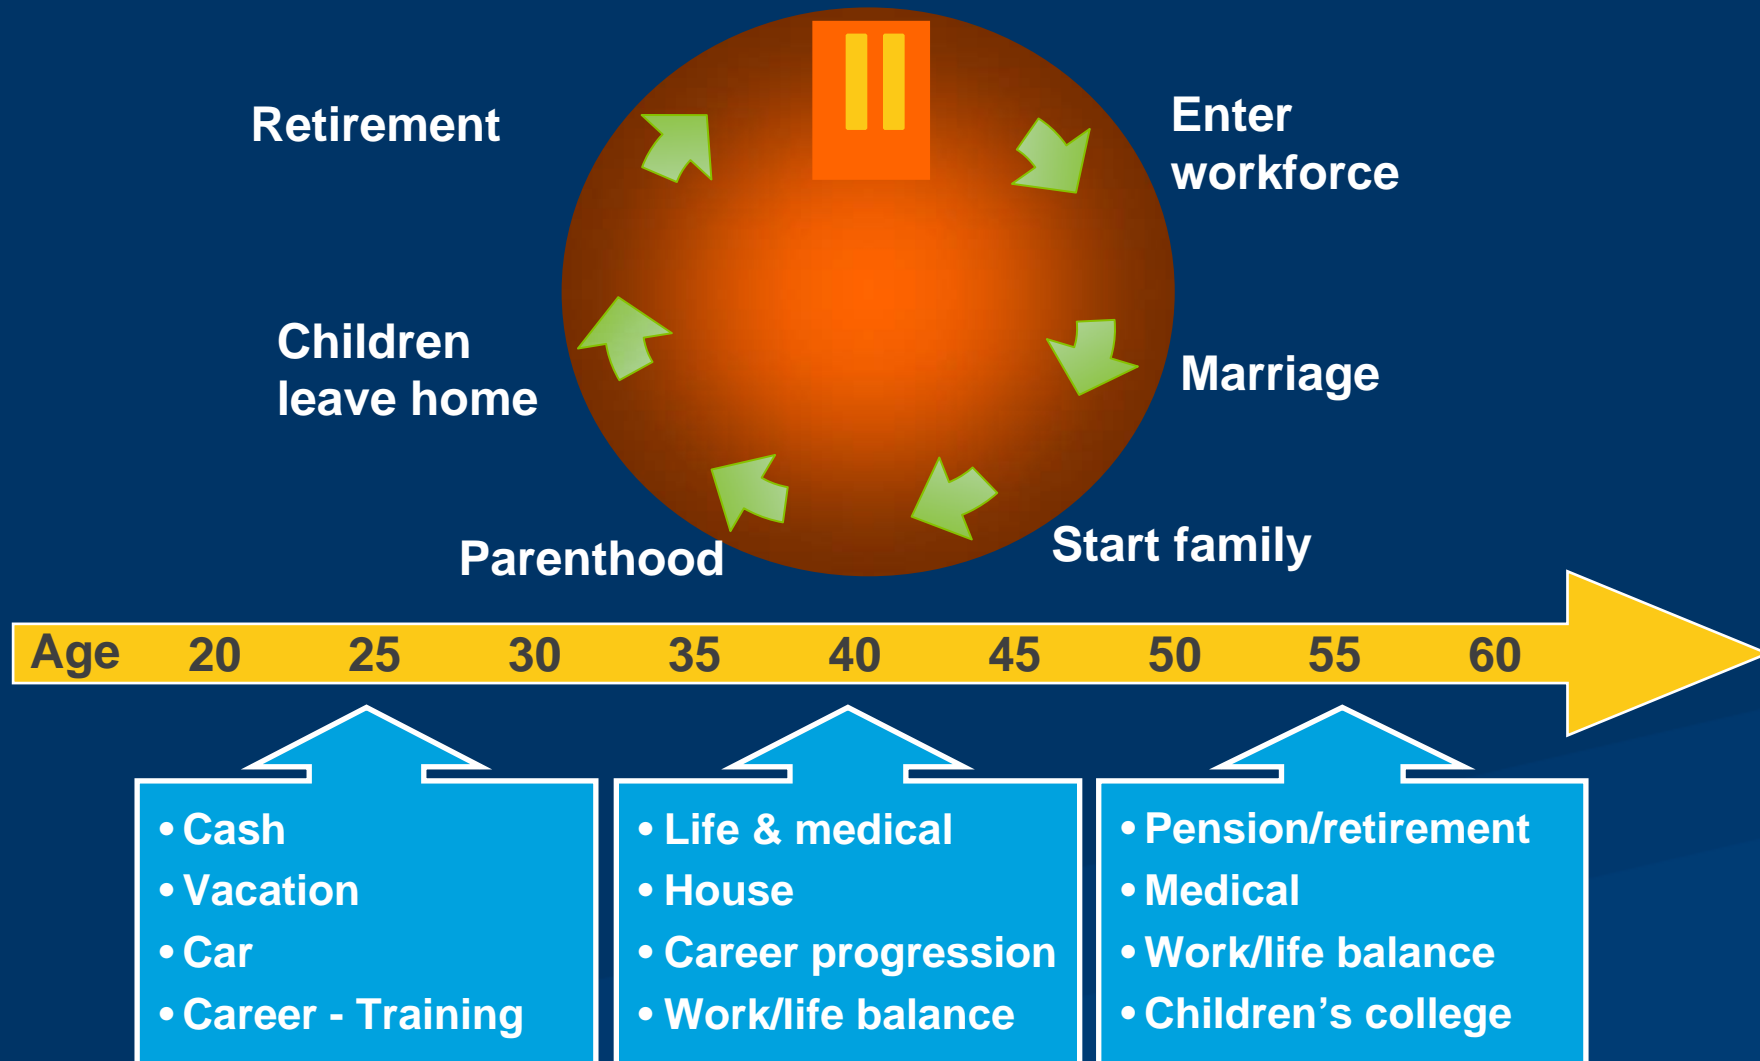 Retirement
Enter
workforce
Children
leave home
Marriage
Parenthood
Start family
Age 20 25 30 35 40 45 50 55 60
• Cash
• Vacation
• Car
• Career - Training
• Life & medical
• House
• Career progression
• Work/life balance
• Pension/retirement
• Medical
• Work/life balance
• Children’s college